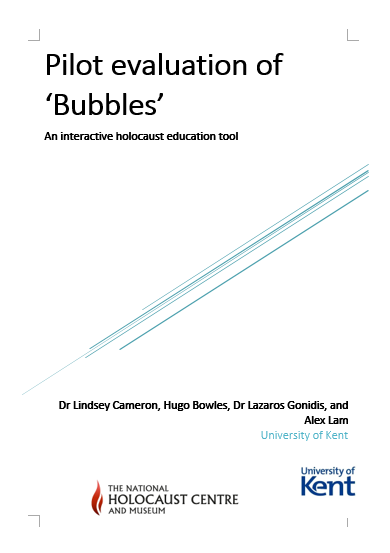 Pilot evaluation of
‘Bubbles’
An interactive holocaust education tool
Dr Lindsey Cameron, Hugo Bowles, Dr Lazaros Gonidis, and
Alex Lam
University of Kent
University of
Kent
THE NATIONAL
HOLOCAUST CENTRE
AND MUSEUM